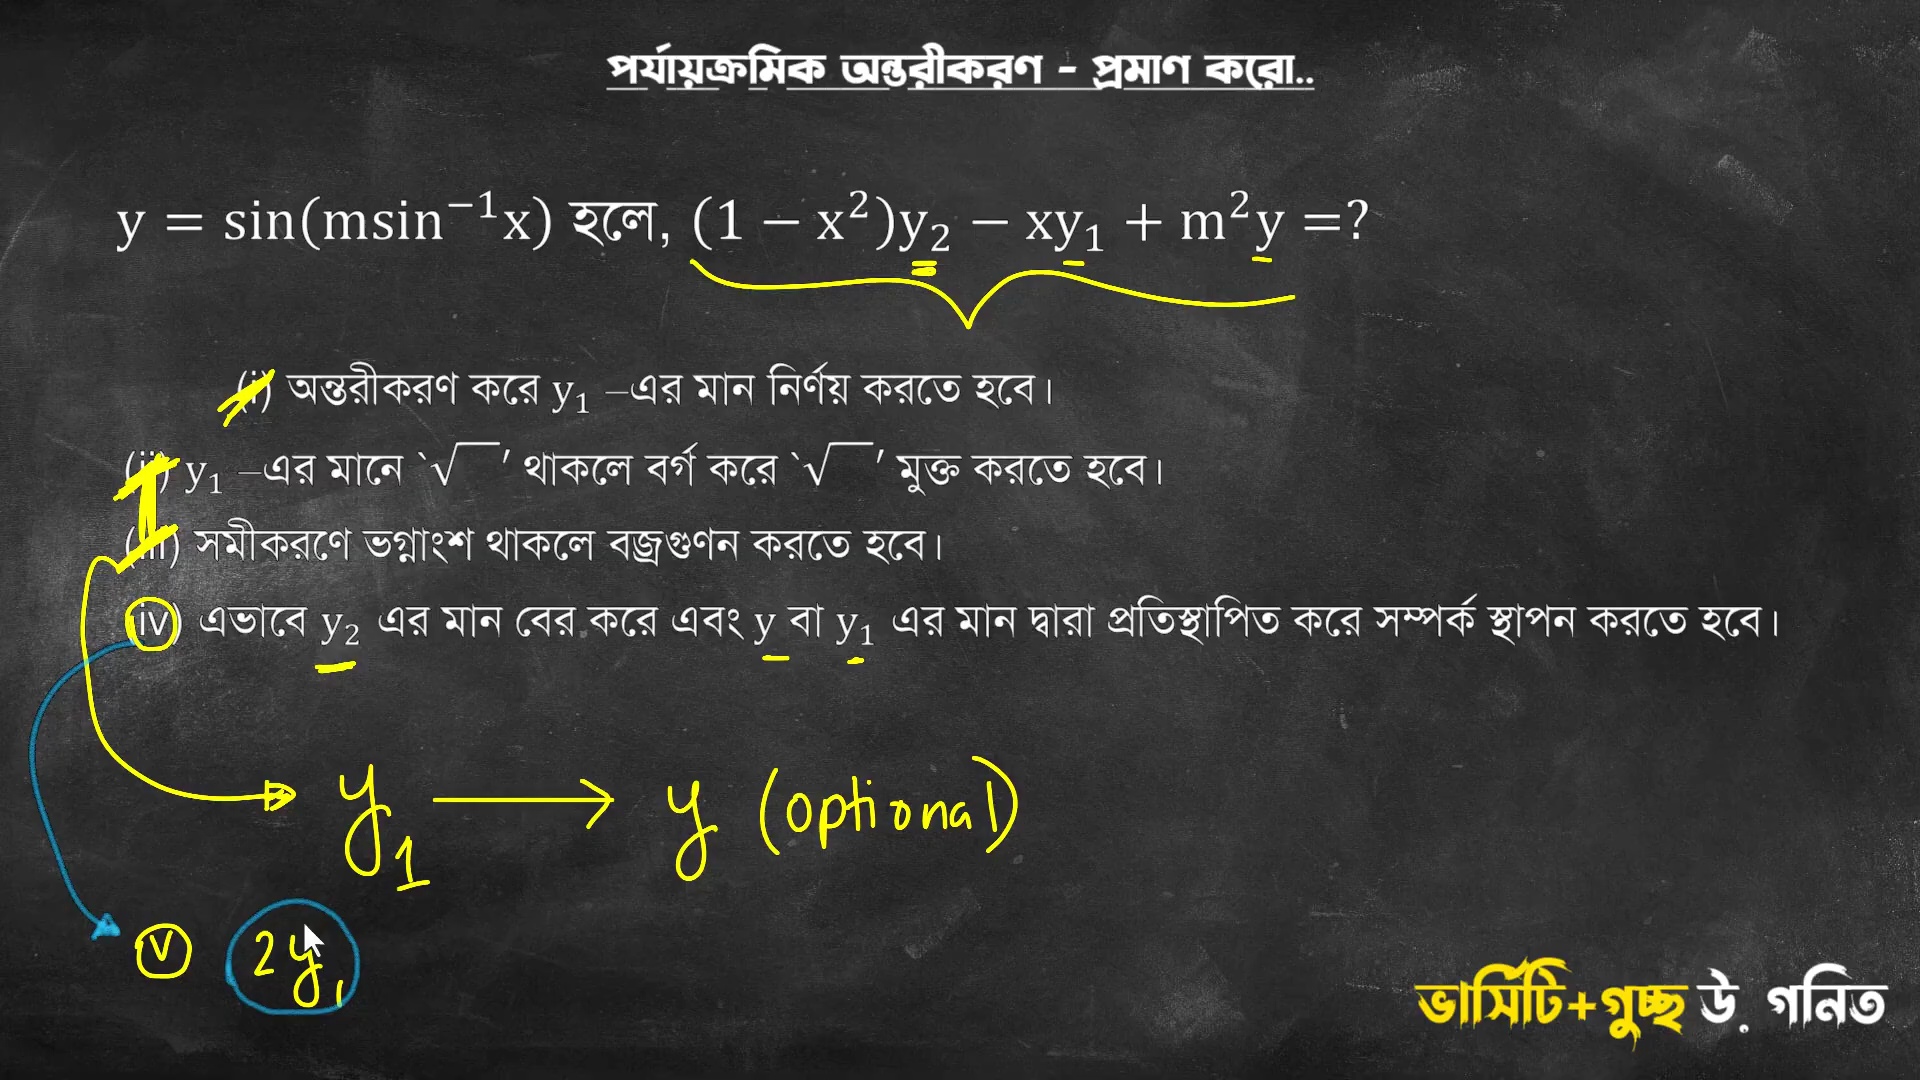 পর্যায়ক্রমিক অন্তরীকরণ - প্রমাণ করো..
y = sin(msin⁻¹x) হলে, (1 − x²)y₂ − xy₁ + m²y =?
(i) অন্তরীকরণ করে y₁ –এর মান নির্ণয় করতে হবে।
(ii) y₁ –এর মানে `√ ′ থাকলে বর্গ করে `√ ′ মুক্ত করতে হবে।
(iii) সমীকরণে ভগ্নাংশ থাকলে বজ্রগুণন করতে হবে।
(iv) এভাবে y₂ এর মান বের করে এবং y বা y₁ এর মান দ্বারা প্রতিস্থাপিত করে সম্পর্ক স্থাপন করতে হবে।
y₁ → y (optional)
v 2y₁
ভার্সিটি+গুচ্ছ উ. গনিত